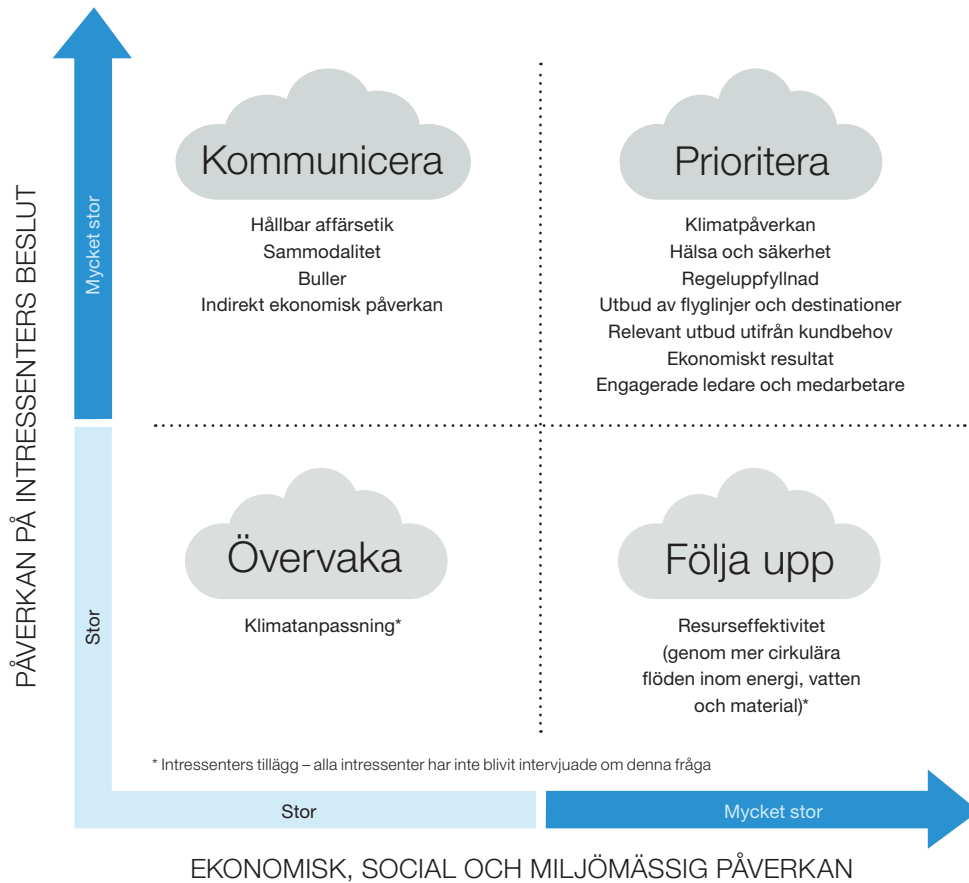 PÅVERKAN PÅ INTRESSENTERS BESLUT
Mycket stor
Stor
Kommunicera
Hållbar affärsetik
Sammodalitet
Buller
Indirekt ekonomisk påverkan
Prioritera
Klimatpåverkan
Hälsa och säkerhet
Regeluppfyllnad
Utbud av flyglinjer och destinationer
Relevant utbud utifrån kundbehov
Ekonomiskt resultat
Engagerade ledare och medarbetare
Övervaka
Klimatanpassning*
Följa upp
Resurseffektivitet
(genom mer cirkulära
flöden inom energi, vatten
och material)*
* Intressenters tillägg – alla intressenter har inte blivit intervjuade om denna fråga
Stor
Mycket stor
EKONOMISK, SOCIAL OCH MILJÖMÄSSIG PÅVERKAN